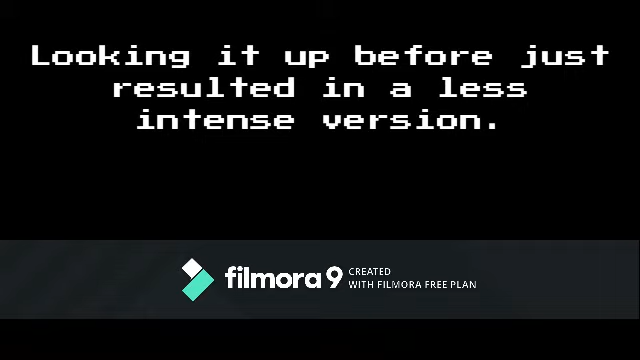 Looking it up before just
resulted in a less
intense version.
filmora 9 CREATED
WITH FILMORA FREE PLAN